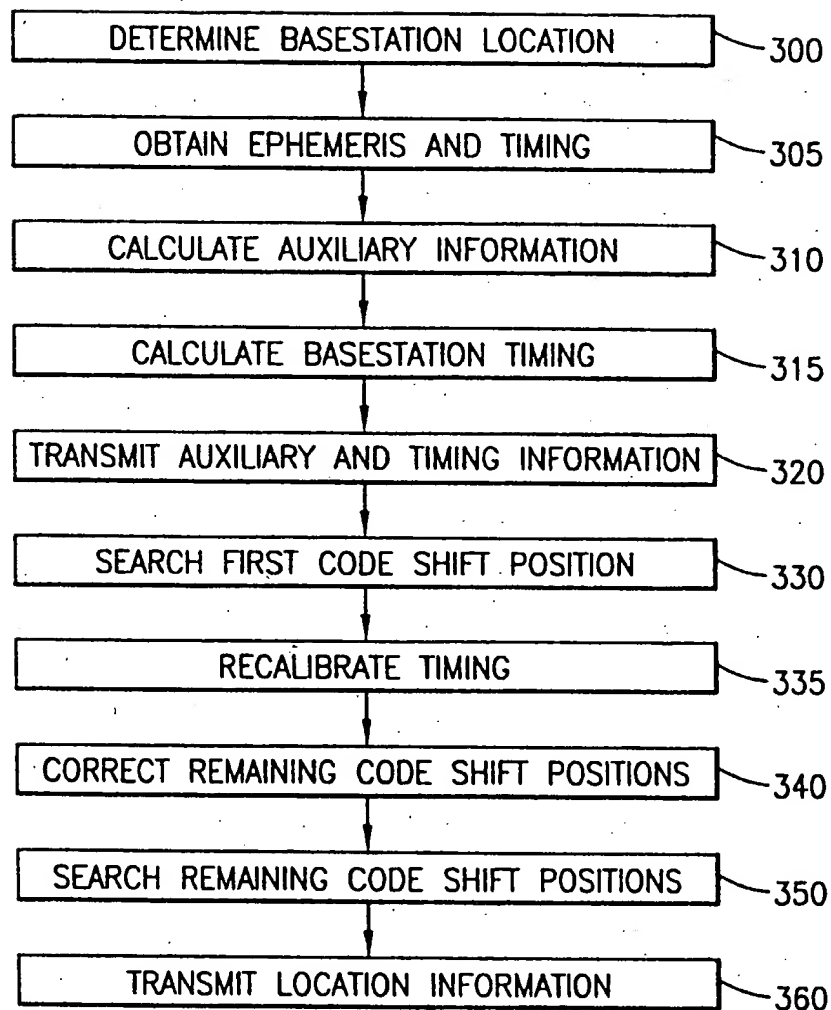 DETERMINE BASESTATION LOCATION 300
OBTAIN EPHEMERIS AND TIMING 305
CALCULATE AUXILIARY INFORMATION 310
CALCULATE BASESTATION TIMING 315
TRANSMIT AUXILIARY AND TIMING INFORMATION 320
SEARCH FIRST CODE SHIFT POSITION 330
RECALIBRATE TIMING 335
CORRECT REMAINING CODE SHIFT POSITIONS 340
SEARCH REMAINING CODE SHIFT POSITIONS 350
TRANSMIT LOCATION INFORMATION 360